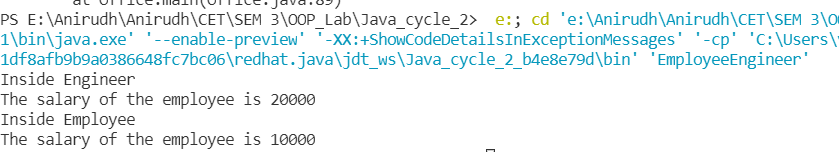 at office.main(office.java:89)
PS E:\Anirudh\Anirudh\CET\SEM 3\OOP_Lab\Java_cycle_2>  e:; cd 'e:\Anirudh\Anirudh\CET\SEM 3\OO
1\bin\java.exe' '--enable-preview' '-XX:+ShowCodeDetailsInExceptionMessages' '-cp' 'C:\Users\
1df8afb9b9a0386648fc7bc06\redhat.java\jdt_ws\Java_cycle_2_b4e8e79d\bin' 'EmployeeEngineer'
Inside Engineer
The salary of the employee is 20000
Inside Employee
The salary of the employee is 10000